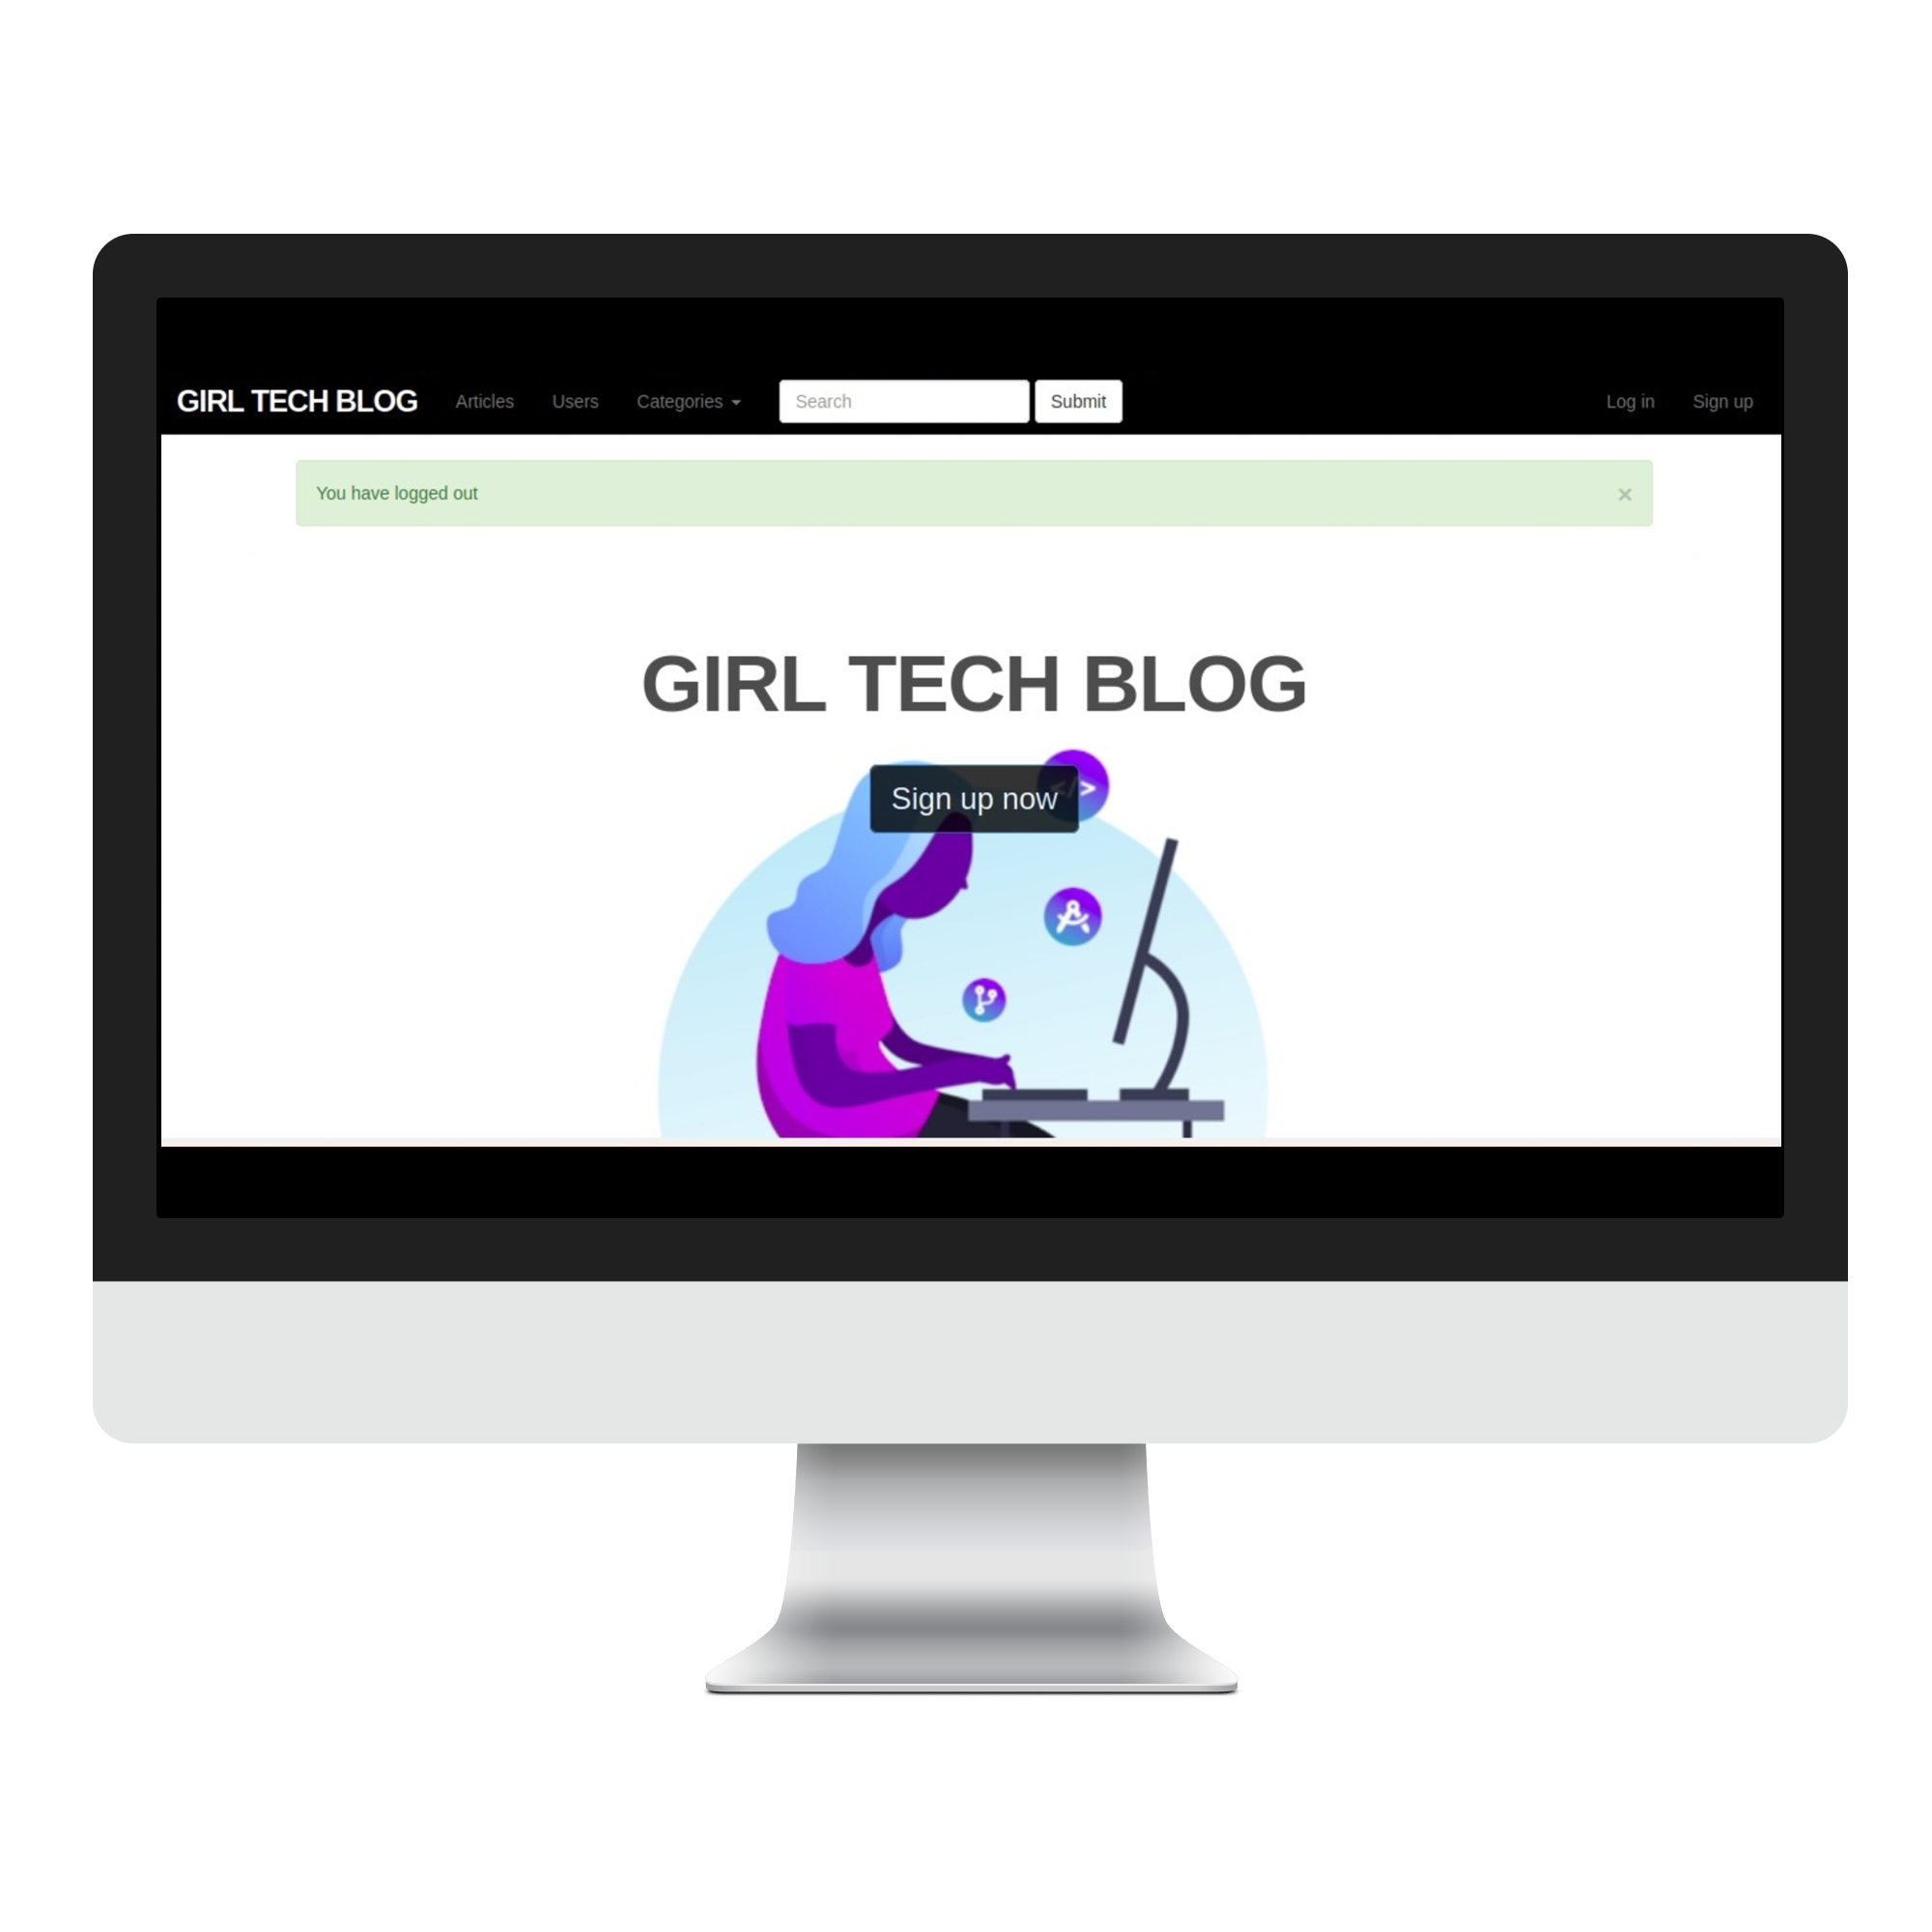 GIRL TECH BLOG Articles Users Categories Search Submit Log in Sign up
You have logged out ×
GIRL TECH BLOG
</>
Sign up now